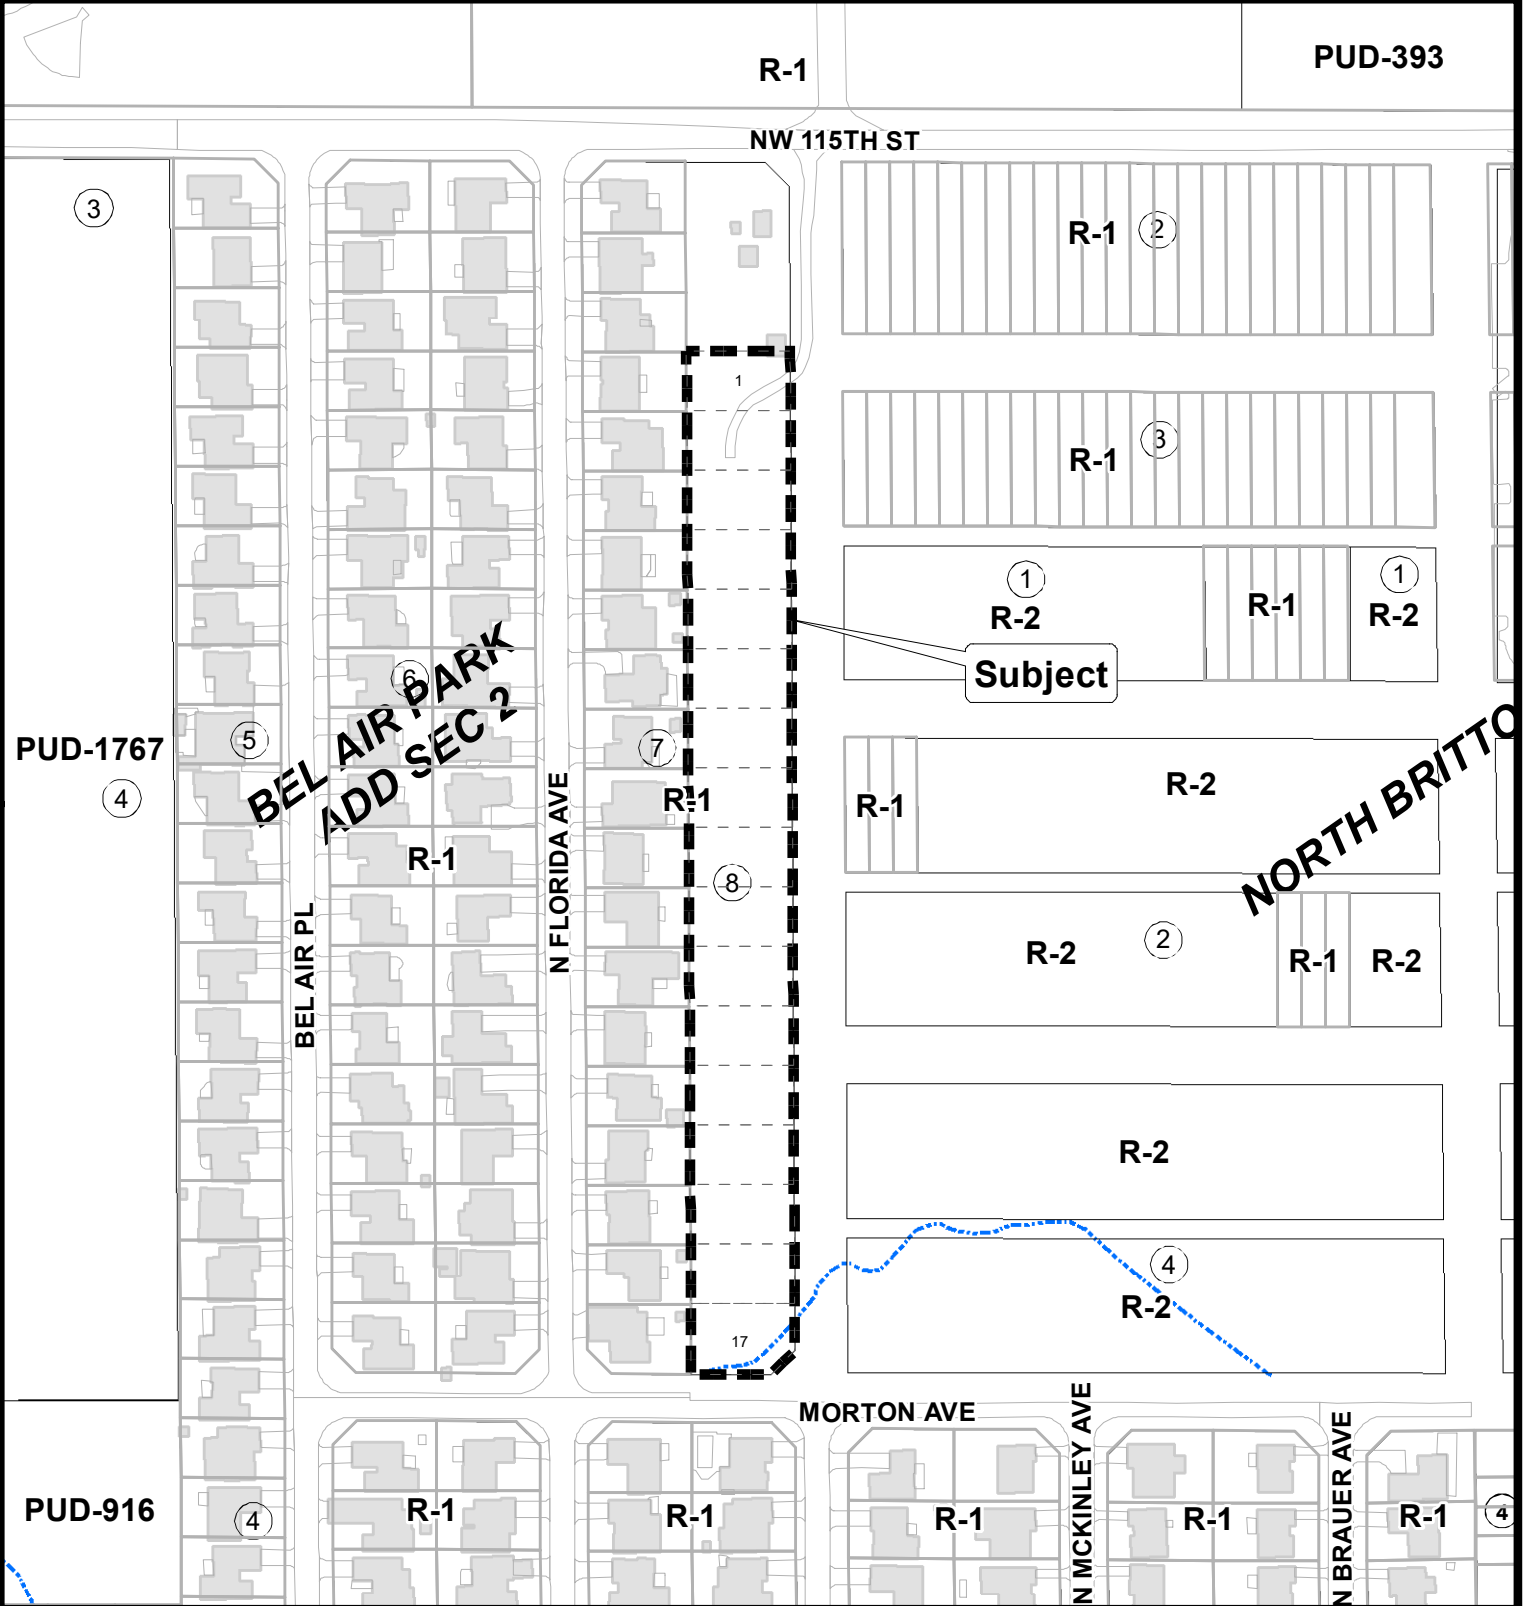 R-1
PUD-393
NW 115TH ST
3
R-1
2
1
R-1
3
1
R-2
R-1
1
R-2
Subject
BEL AIR PARK
ADD SEC 2
6
5
7
PUD-1767
4
R-1
R-1
R-2
NORTH BRITTO
N FLORIDA AVE
R-1
8
BEL AIR PL
R-2
2
R-1
R-2
R-2
4
R-2
17
MORTON AVE
N MCKINLEY AVE
N BRAUER AVE
PUD-916
4
R-1
R-1
R-1
R-1
R-1
4